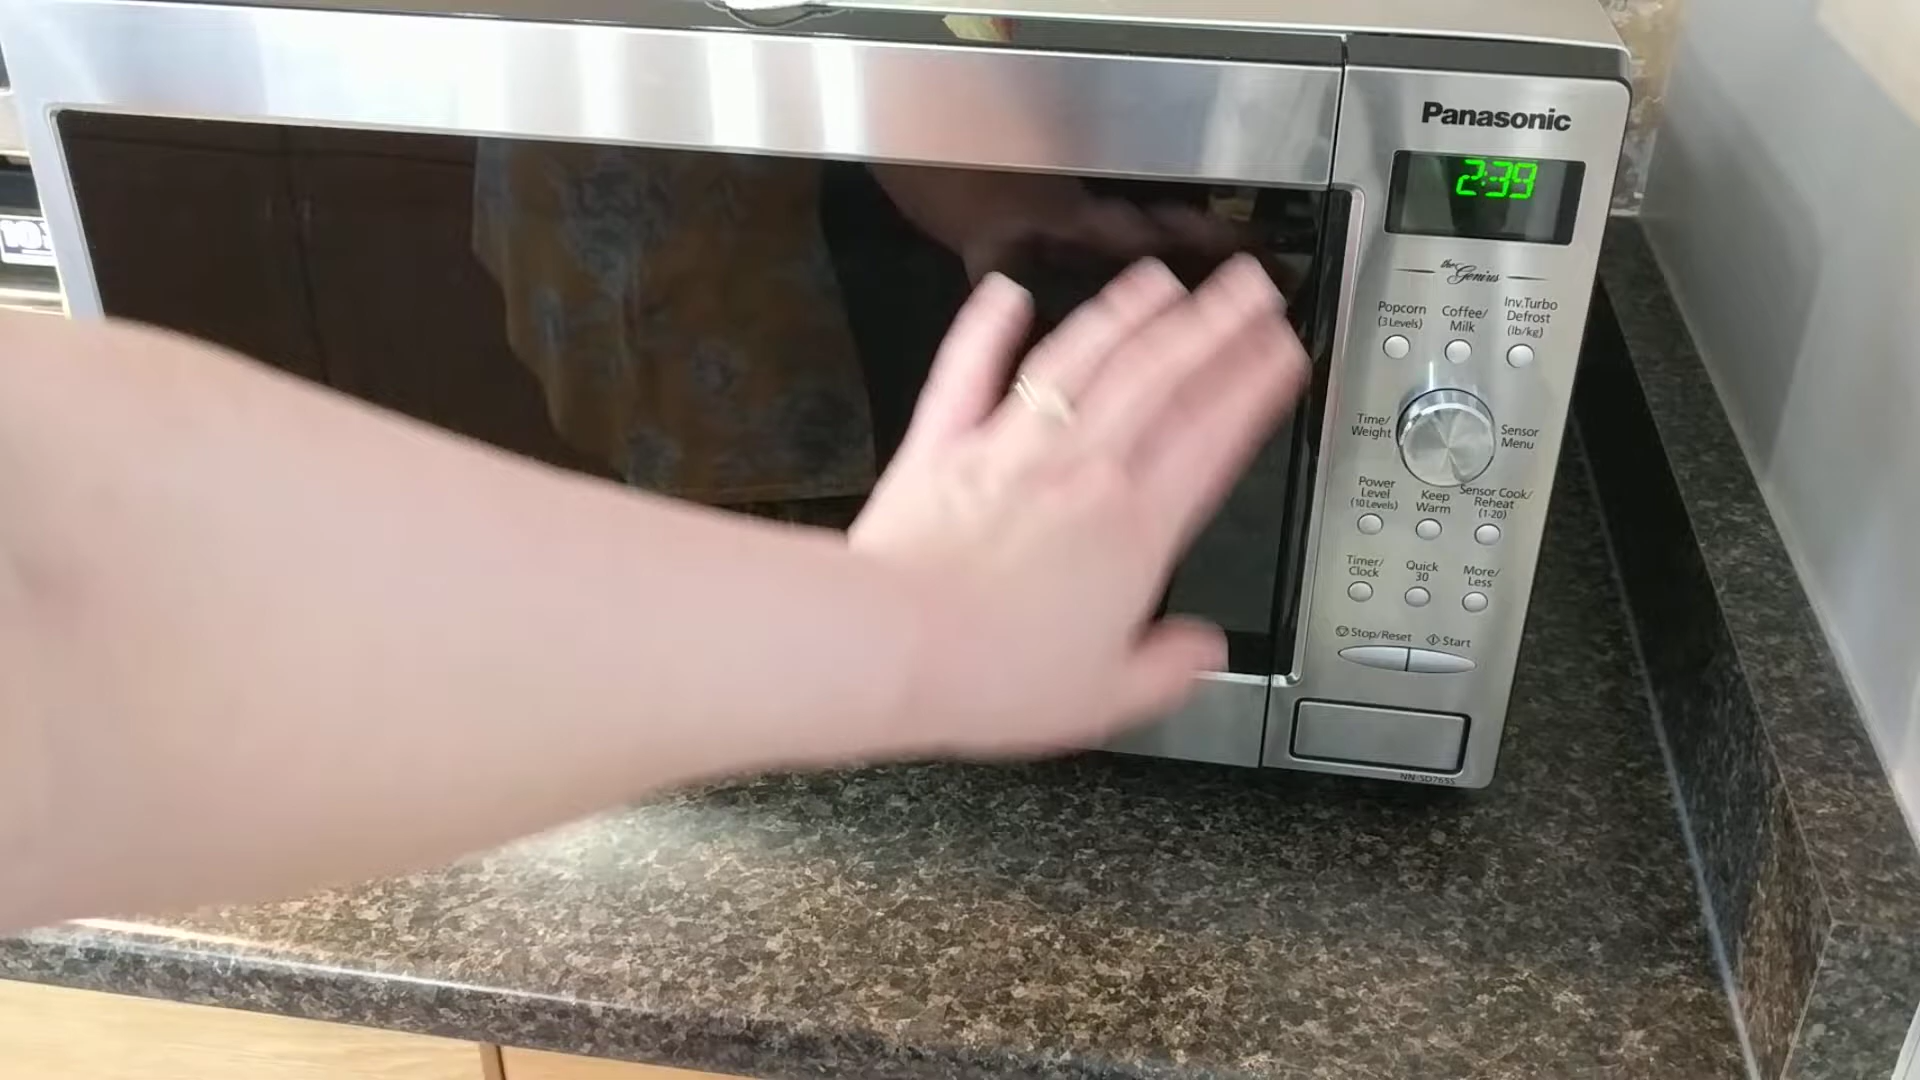 Panasonic
2:39
the Genius
Popcorn
(3 Levels)
Coffee/
Milk
Inv.Turbo
Defrost
(lb/kg)
Time/
Weight
Sensor
Menu
Power
Level
(10 Levels)
Keep
Warm
Sensor Cook/
Reheat
(1-20)
Timer/
Clock
Quick
30
More/
Less
Stop/Reset
Start
NN-SD765S